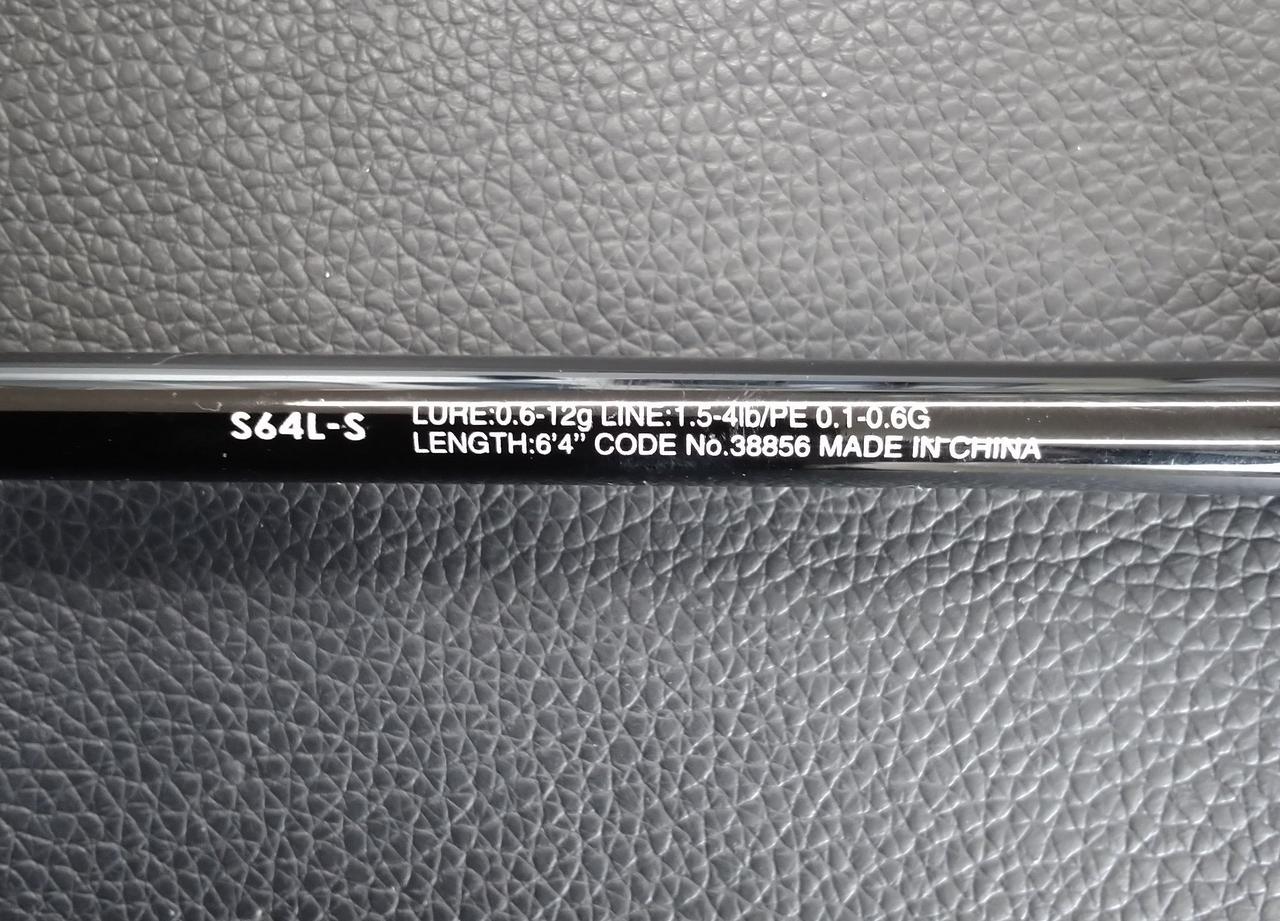 S64L-S
LURE:0.6-12g LINE:1.5-4lb/PE 0.1-0.6G
LENGTH:6'4" CODE No.38856 MADE IN CHINA